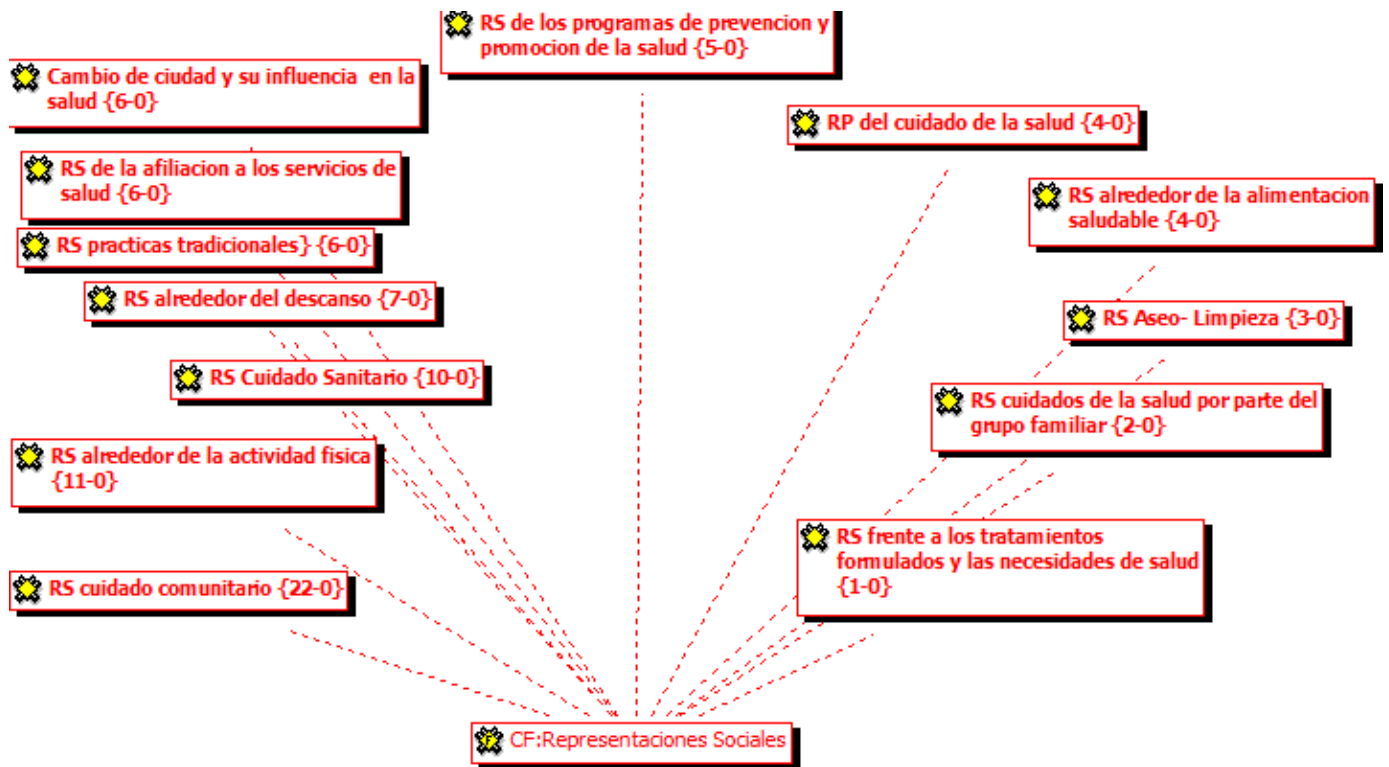 RS de los programas de prevencion y
promocion de la salud {5-0}
Cambio de ciudad y su influencia en la
salud {6-0}
RP del cuidado de la salud {4-0}
RS de la afiliacion a los servicios de
salud {6-0}
RS alrededor de la alimentacion
saludable {4-0}
RS practicas tradicionales} {6-0}
RS alrededor del descanso {7-0}
RS Aseo- Limpieza {3-0}
RS Cuidado Sanitario {10-0}
RS cuidados de la salud por parte del
grupo familiar {2-0}
RS alrededor de la actividad fisica
{11-0}
RS frente a los tratamientos
formulados y las necesidades de salud
{1-0}
RS cuidado comunitario {22-0}
CF:Representaciones Sociales